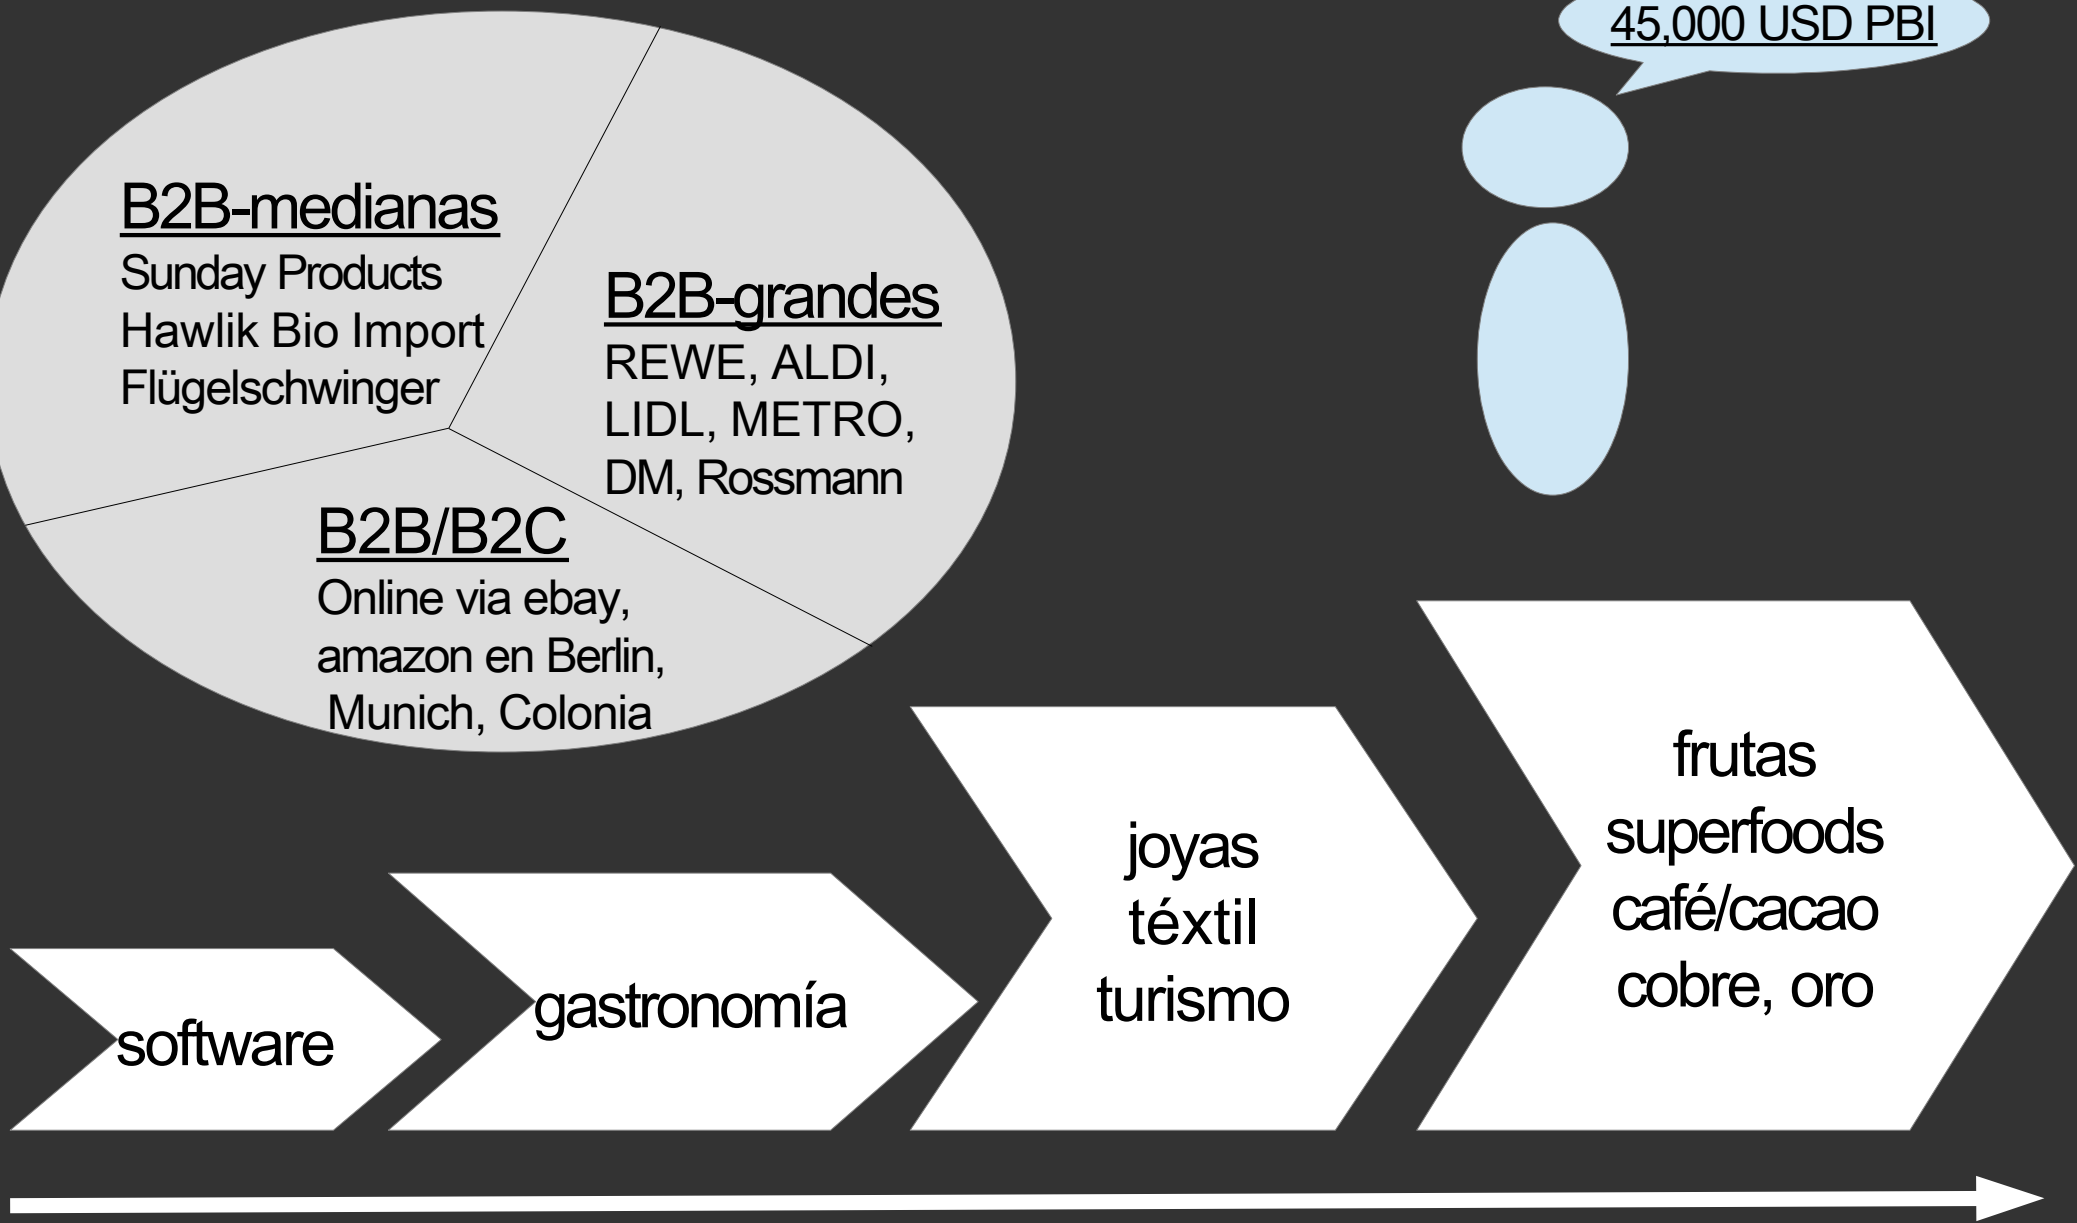 45,000 USD PBI
B2B-medianas
Sunday Products
Hawlik Bio Import
Flügelschwinger
B2B-grandes
REWE, ALDI,
LIDL, METRO,
DM, Rossmann
B2B/B2C
Online via ebay,
amazon en Berlin,
Munich, Colonia
software
gastronomía
joyas
téxtil
turismo
frutas
superfoods
café/cacao
cobre, oro